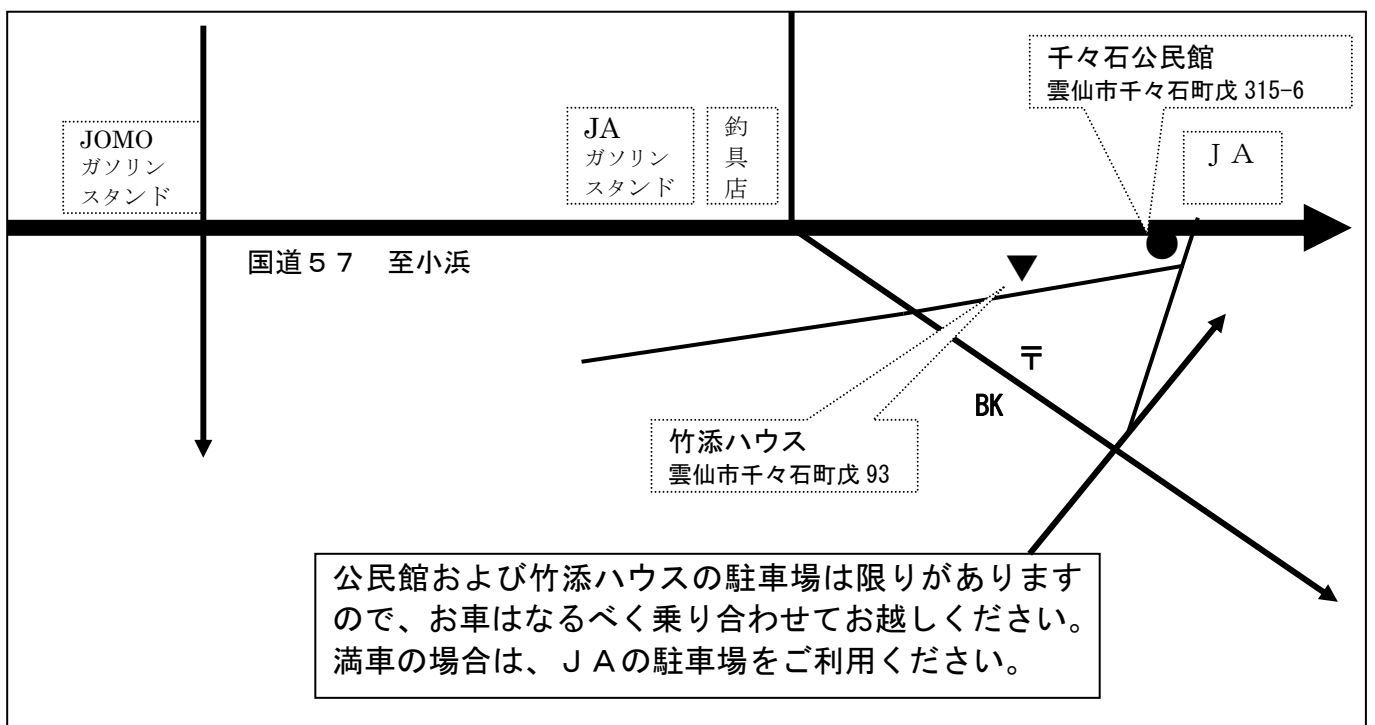 千々石公民館
雲仙市千々石町戊 315-6
JOMO
ガソリン
スタンド
JA
ガソリン
スタンド
釣
具
店
ＪＡ
国道５７　至小浜
〒
BK
竹添ハウス
雲仙市千々石町戊 93
公民館および竹添ハウスの駐車場は限りがあります
ので、お車はなるべく乗り合わせてお越しください。
満車の場合は、ＪＡの駐車場をご利用ください。